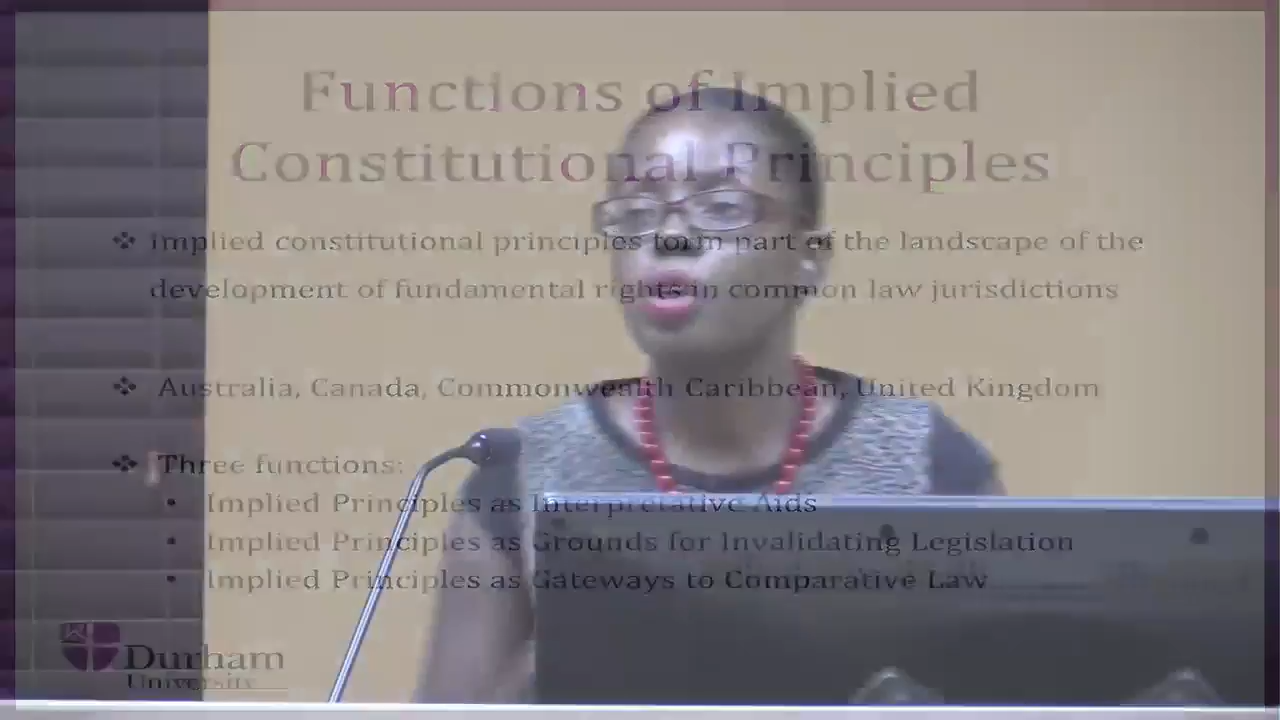 Functions of Implied
Constitutional Principles
❖ Implied constitutional principles form part of the landscape of the
development of fundamental rights in common law jurisdictions
❖ Australia, Canada, Commonwealth Caribbean, United Kingdom
❖ Three functions:
• Implied Principles as Interpretative Aids
• Implied Principles as Grounds for Invalidating Legislation
• Implied Principles as Gateways to Comparative Law
Durham
University